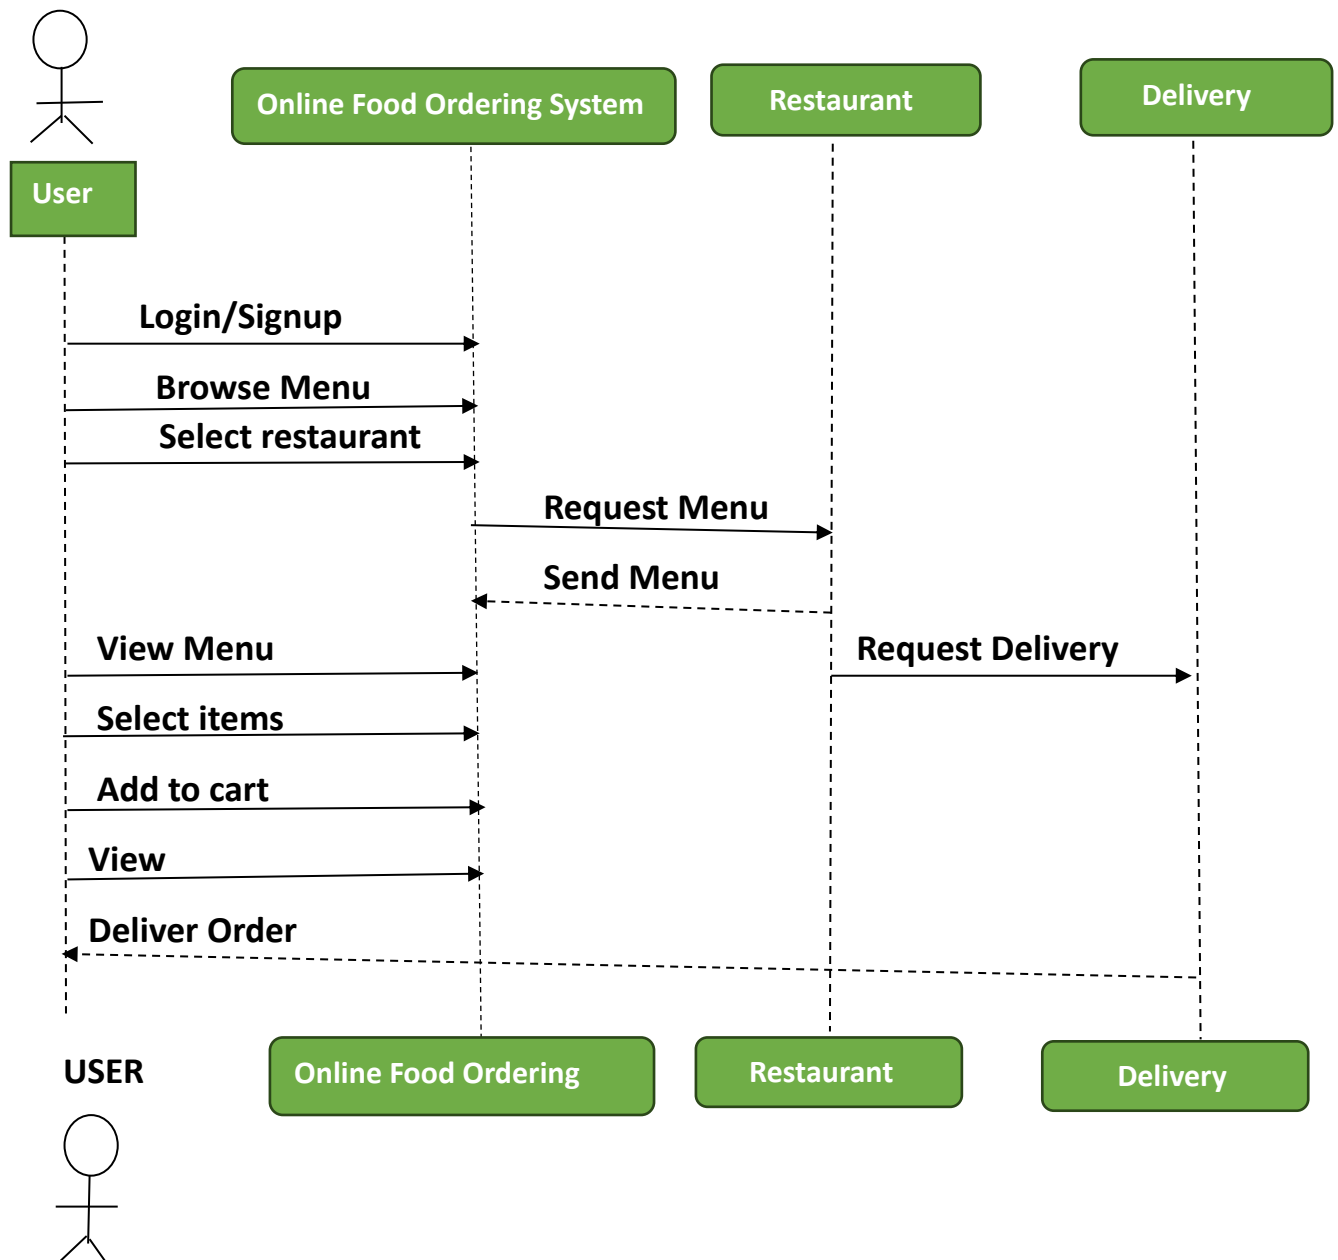 Online Food Ordering System
Restaurant
Delivery
User
Login/Signup
Browse Menu
Select restaurant
Request Menu
Send Menu
View Menu
Request Delivery
Select items
Add to cart
View
Deliver Order
USER
Online Food Ordering
Restaurant
Delivery